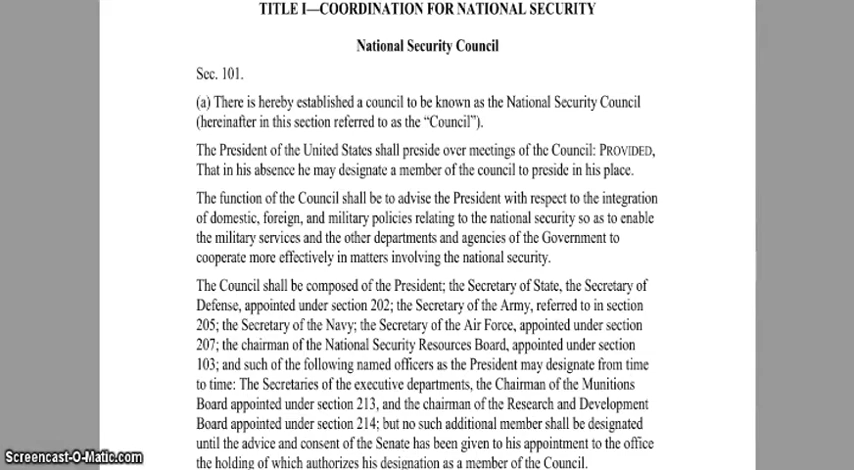 TITLE I—COORDINATION FOR NATIONAL SECURITY
National Security Council
Sec. 101.
(a) There is hereby established a council to be known as the National Security Council
(hereinafter in this section referred to as the “Council”).
The President of the United States shall preside over meetings of the Council: PROVIDED,
That in his absence he may designate a member of the council to preside in his place.
The function of the Council shall be to advise the President with respect to the integration
of domestic, foreign, and military policies relating to the national security so as to enable
the military services and the other departments and agencies of the Government to
cooperate more effectively in matters involving the national security.
The Council shall be composed of the President; the Secretary of State, the Secretary of
Defense, appointed under section 202; the Secretary of the Army, referred to in section
205; the Secretary of the Navy; the Secretary of the Air Force, appointed under section
207; the chairman of the National Security Resources Board, appointed under section
103; and such of the following named officers as the President may designate from time
to time: The Secretaries of the executive departments, the Chairman of the Munitions
Board appointed under section 213, and the chairman of the Research and Development
Board appointed under section 214; but no such additional member shall be designated
until the advice and consent of the Senate has been given to his appointment to the office
the holding of which authorizes his designation as a member of the Council.
Screencast-O-Matic.com